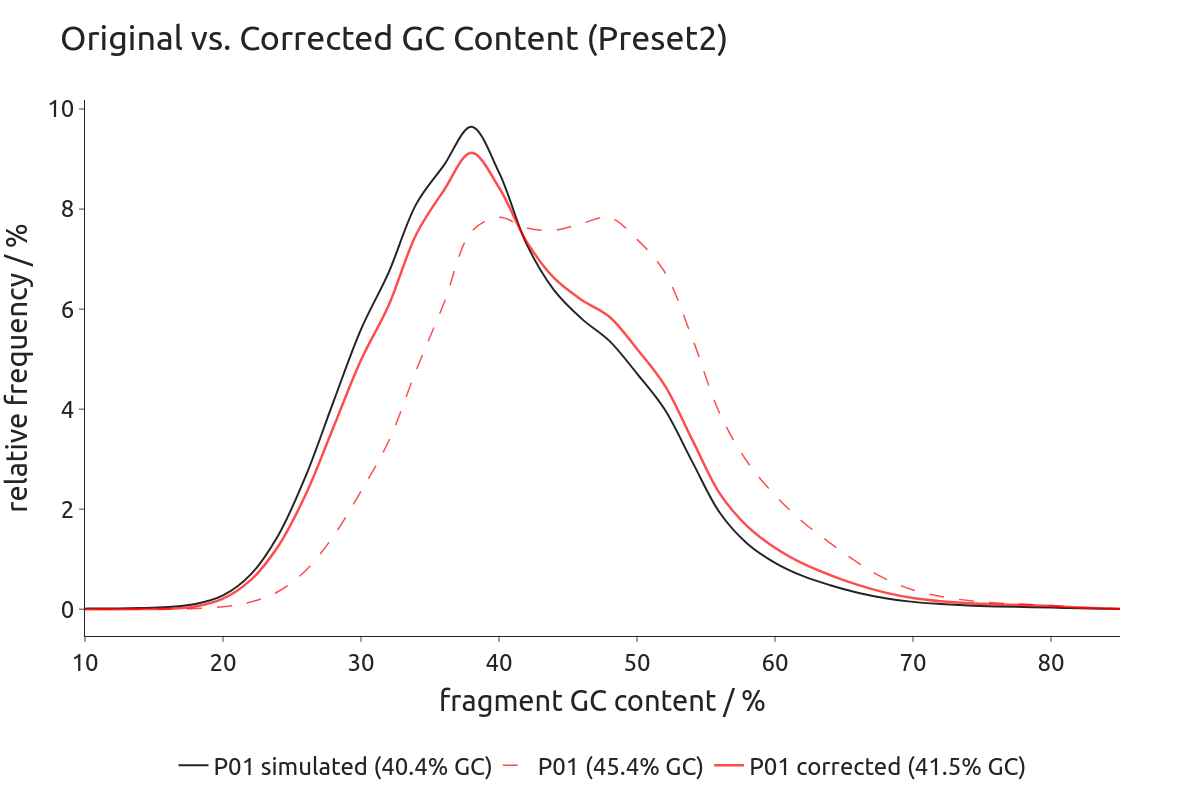 Original vs. Corrected GC Content (Preset2)
relative frequency / %
10
8
6
4
2
0
10 20 30 40 50 60 70 80
fragment GC content / %
P01 simulated (40.4% GC) P01 (45.4% GC) P01 corrected (41.5% GC)